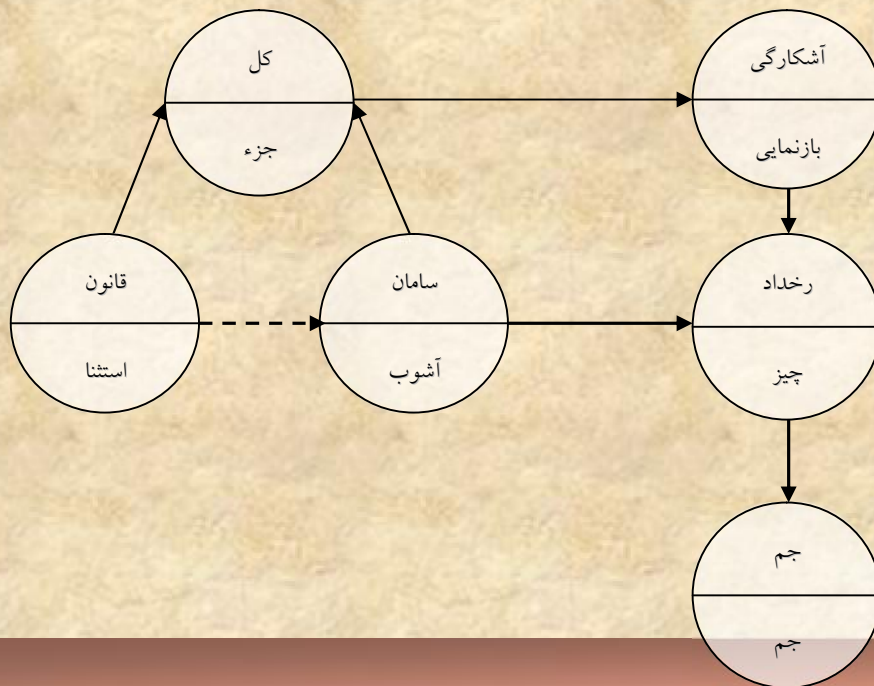 آشکارگی
بازنمایی
کل
جزء
رخداد
چیز
سامان
آشوب
قانون
استثنا
جم
جم